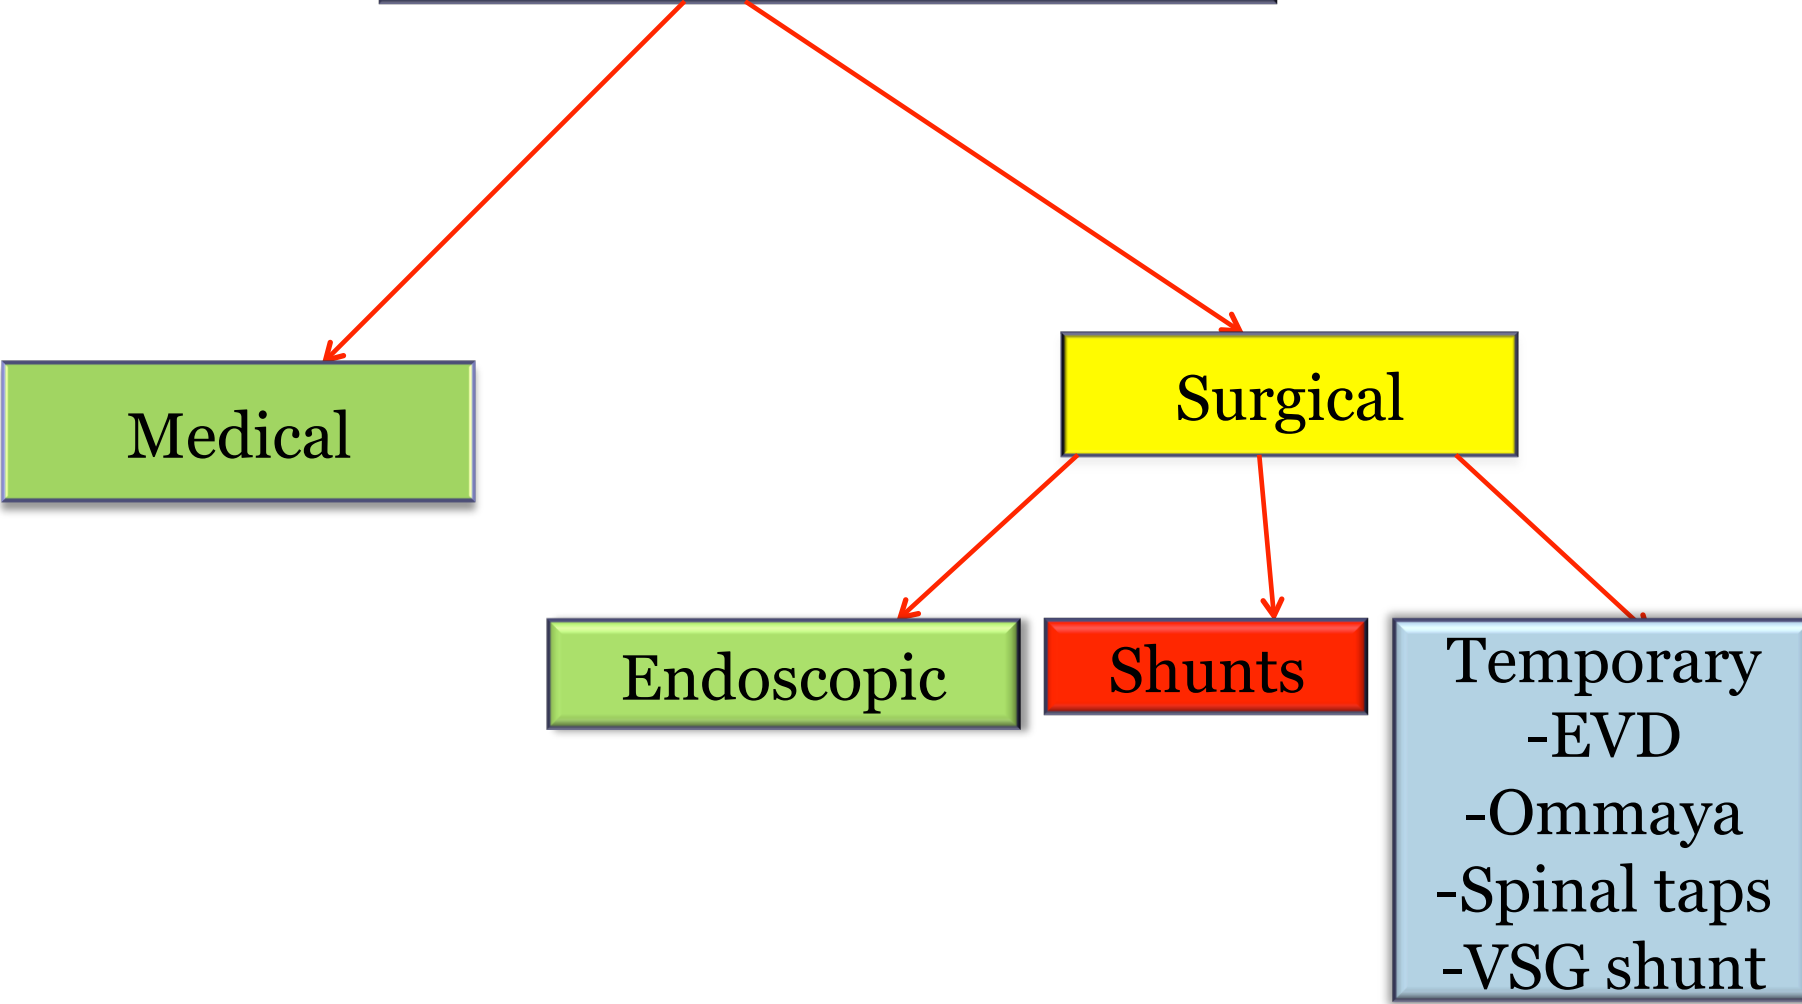 Medical
Surgical
Endoscopic
Shunts
Temporary
-EVD
-Ommaya
-Spinal taps
-VSG shunt